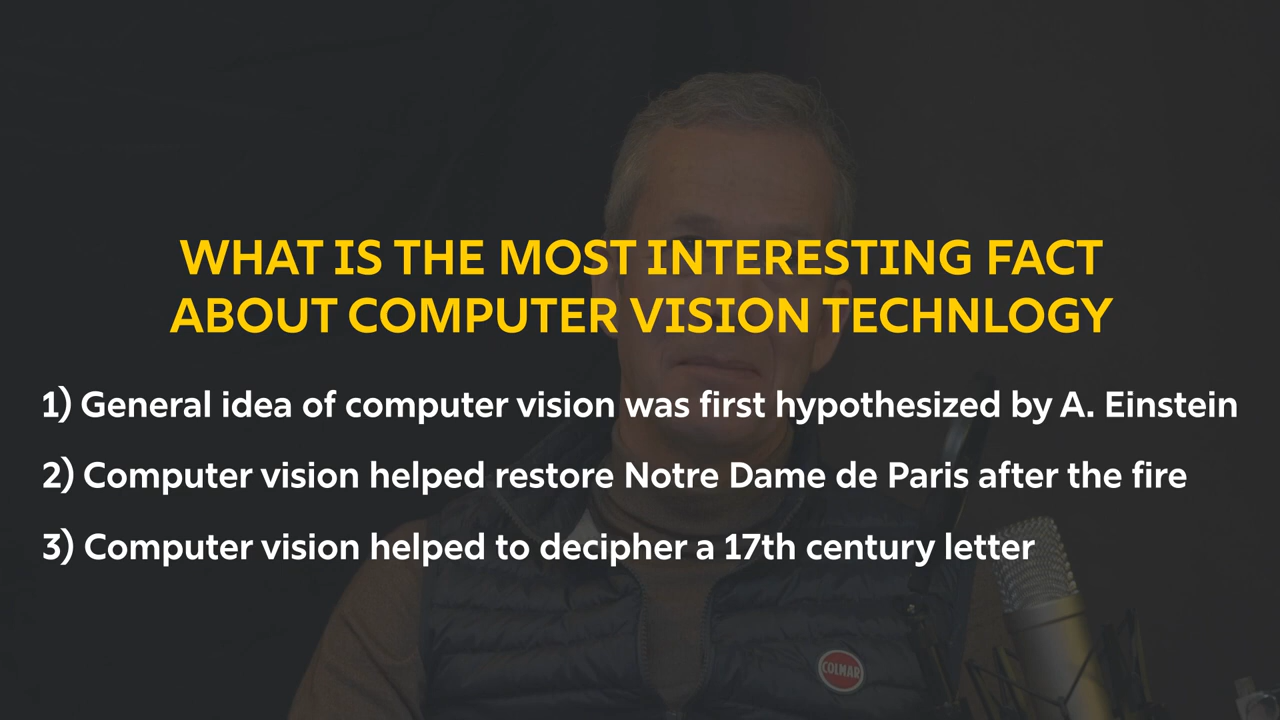 WHAT IS THE MOST INTERESTING FACT
ABOUT COMPUTER VISION TECHNLOGY
1) General idea of computer vision was first hypothesized by A. Einstein
2) Computer vision helped restore Notre Dame de Paris after the fire
3) Computer vision helped to decipher a 17th century letter
COLMAR